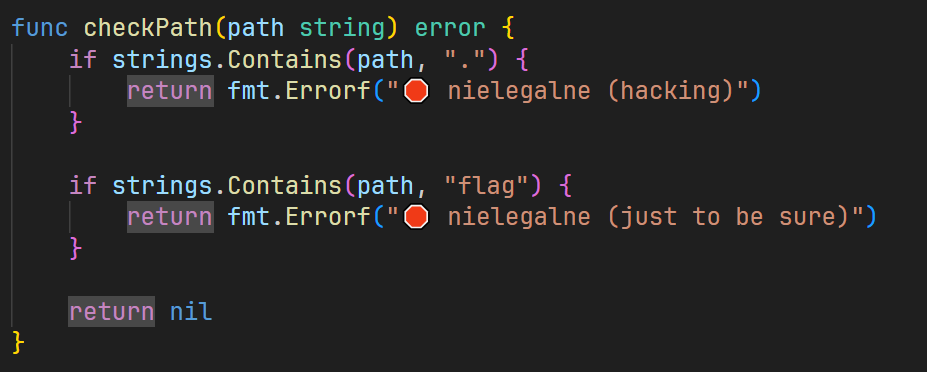 func checkPath(path string) error {
    if strings.Contains(path, ".") {
        return fmt.Errorf("🛑 nielegalne (hacking)")
    }

    if strings.Contains(path, "flag") {
        return fmt.Errorf("🛑 nielegalne (just to be sure)")
    }

    return nil
}